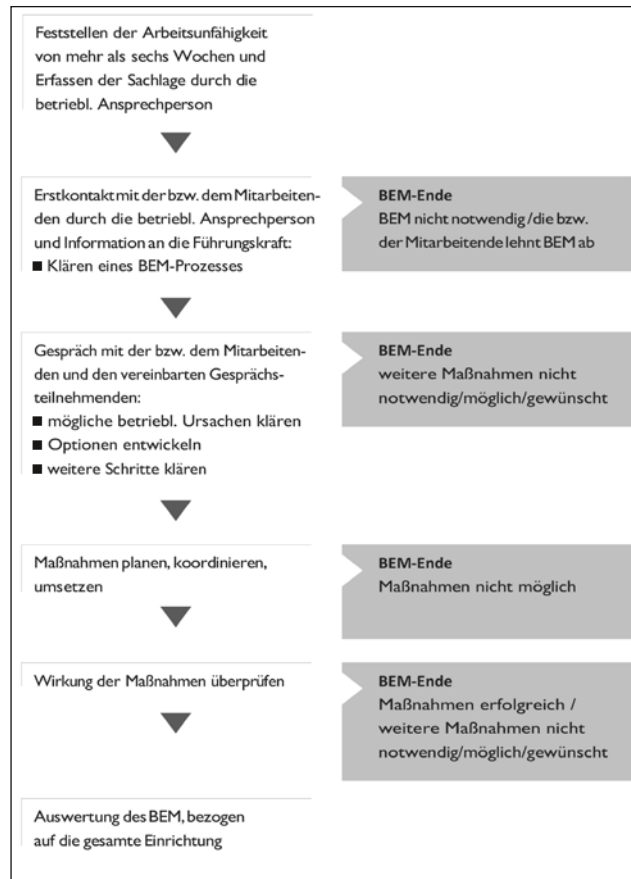 Feststellen der Arbeitsunfähigkeit
von mehr als sechs Wochen und
Erfassen der Sachlage durch die
betriebl. Ansprechperson
Erstkontakt mit der bzw. dem Mitarbeiten-
den durch die betriebl. Ansprechperson
und Information an die Führungskraft:
■ Klären eines BEM-Prozesses
BEM-Ende
BEM nicht notwendig/die bzw.
der Mitarbeitende lehnt BEM ab
Gespräch mit der bzw. dem Mitarbeiten-
den und den vereinbarten Gesprächs-
teilnehmenden:
■ mögliche betriebl. Ursachen klären
■ Optionen entwickeln
■ weitere Schritte klären
BEM-Ende
weitere Maßnahmen nicht
notwendig/möglich/gewünscht
Maßnahmen planen, koordinieren,
umsetzen
BEM-Ende
Maßnahmen nicht möglich
Wirkung der Maßnahmen überprüfen
BEM-Ende
Maßnahmen erfolgreich /
weitere Maßnahmen nicht
notwendig/möglich/gewünscht
Auswertung des BEM, bezogen
auf die gesamte Einrichtung